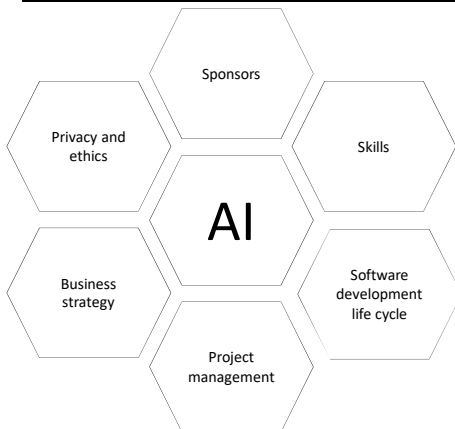 Sponsors
Privacy and
ethics
Skills
AI
Business
strategy
Software
development
life cycle
Project
management